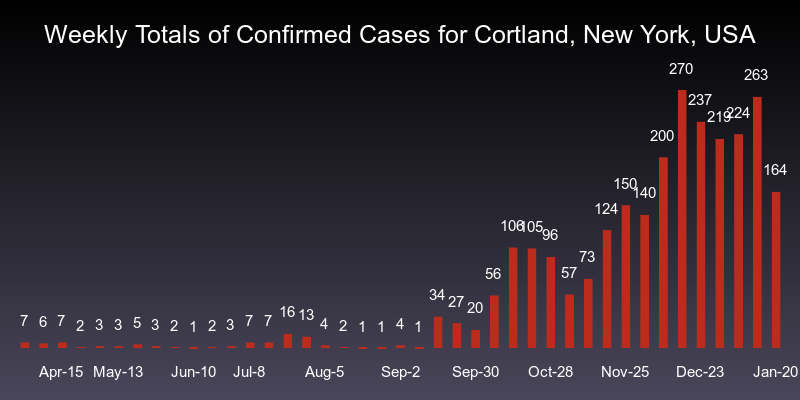 Weekly Totals of Confirmed Cases for Cortland, New York, USA
7 6 7 2 3 3 5 3 2 1 2 3 7 7 16 13 4 2 1 1 4 1 34 27 20 56 106 105 96 57 73 124 150 140 200 270 237 219 224 263 164
Apr-15 May-13 Jun-10 Jul-8 Aug-5 Sep-2 Sep-30 Oct-28 Nov-25 Dec-23 Jan-20